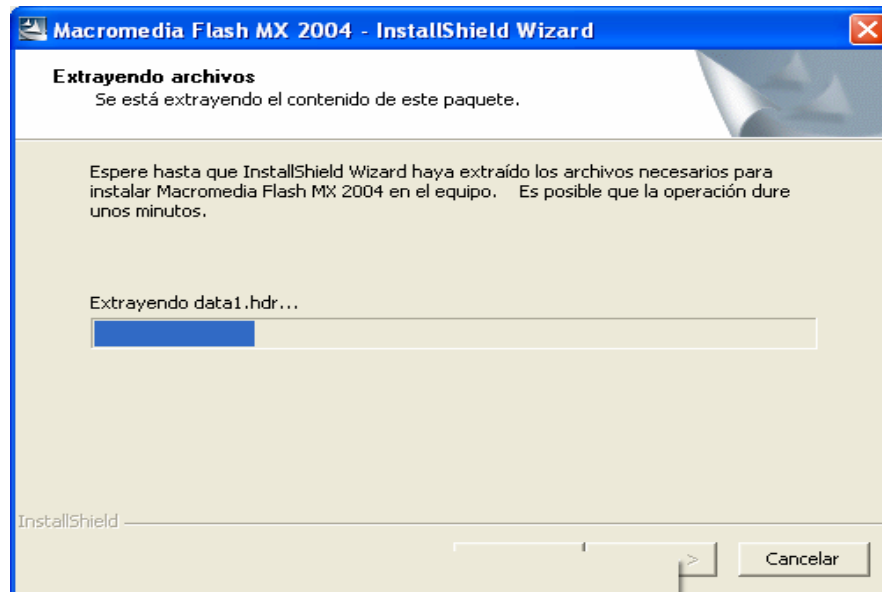 Macromedia Flash MX 2004 - InstallShield Wizard
Extrayendo archivos
Se está extrayendo el contenido de este paquete.
Espere hasta que InstallShield Wizard haya extraído los archivos necesarios para
instalar Macromedia Flash MX 2004 en el equipo. Es posible que la operación dure
unos minutos.
Extrayendo data1.hdr...
InstallShield
> Cancelar